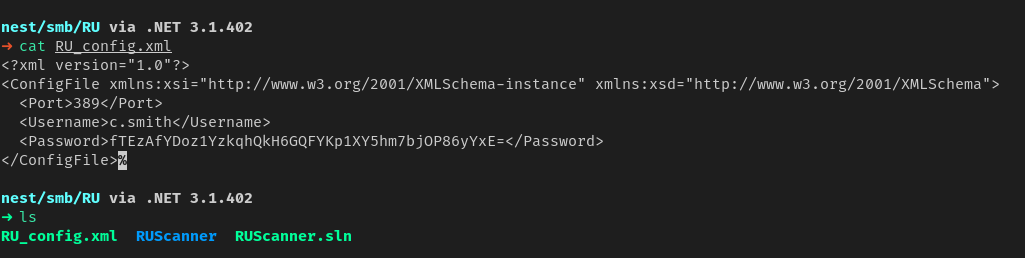 nest/smb/RU via .NET 3.1.402
➜ cat RU_config.xml
<?xml version="1.0"?>
<ConfigFile xmlns:xsi="http://www.w3.org/2001/XMLSchema-instance" xmlns:xsd="http://www.w3.org/2001/XMLSchema">
  <Port>389</Port>
  <Username>c.smith</Username>
  <Password>fTEzAfYDoz1YzkqhQkH6GQFYKp1XY5hm7bjOP86yYxE=</Password>
</ConfigFile>%
nest/smb/RU via .NET 3.1.402
➜ ls
RU_config.xml  RUScanner  RUScanner.sln